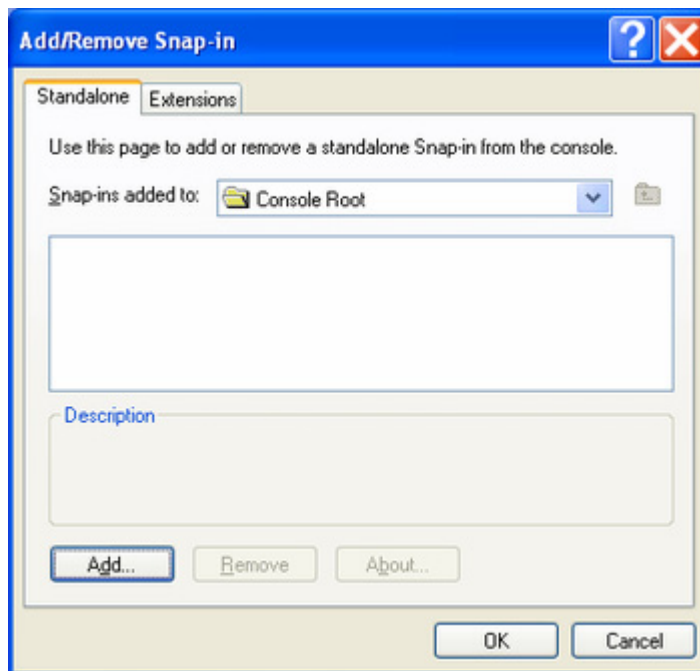 Add/Remove Snap-in
Standalone Extensions
Use this page to add or remove a standalone Snap-in from the console.
Snap-ins added to: Console Root
Description
Add... Remove About...
OK Cancel